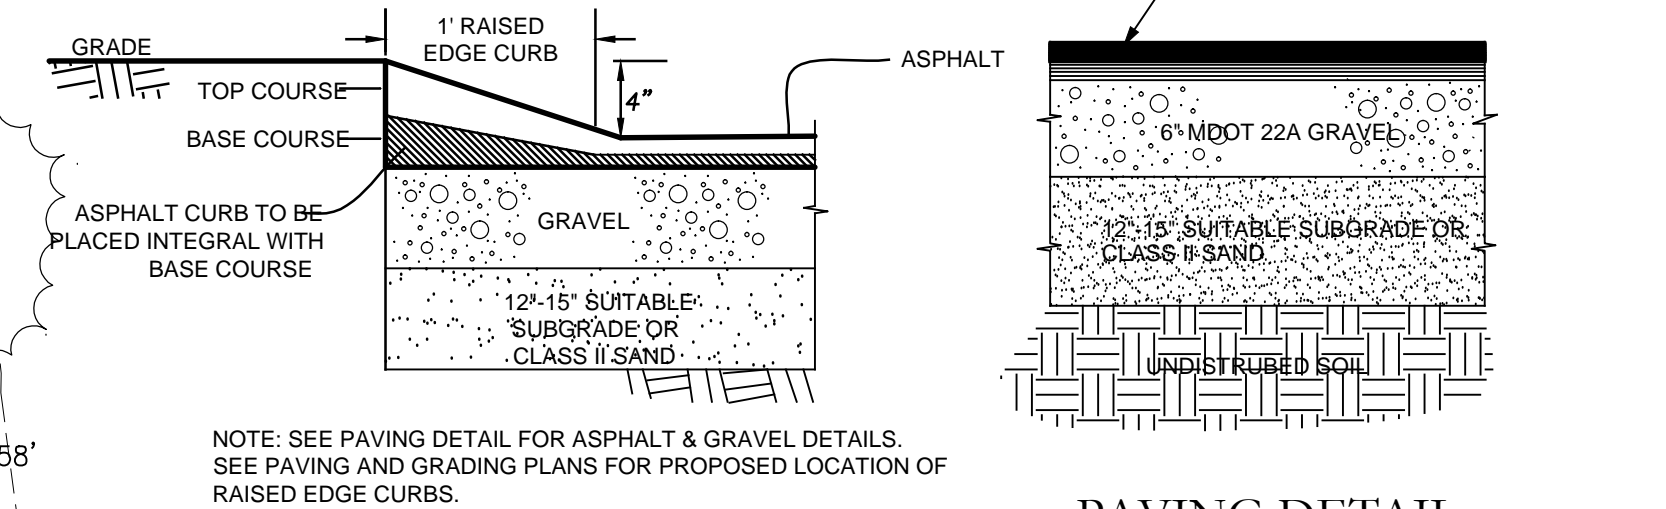 1' RAISED
EDGE CURB
GRADE
TOP COURSE
BASE COURSE
4"
ASPHALT
ASPHALT CURB TO BE
PLACED INTEGRAL WITH
BASE COURSE
GRAVEL
12"-15" SUITABLE
SUBGRADE OR
CLASS II SAND
58'
NOTE: SEE PAVING DETAIL FOR ASPHALT & GRAVEL DETAILS.
SEE PAVING AND GRADING PLANS FOR PROPOSED LOCATION OF
RAISED EDGE CURBS.
6" MDOT 22A GRAVEL
12"-15" SUITABLE SUBGRADE OR
CLASS II SAND
UNDISTRUBED SOIL
PAVING DETAIL